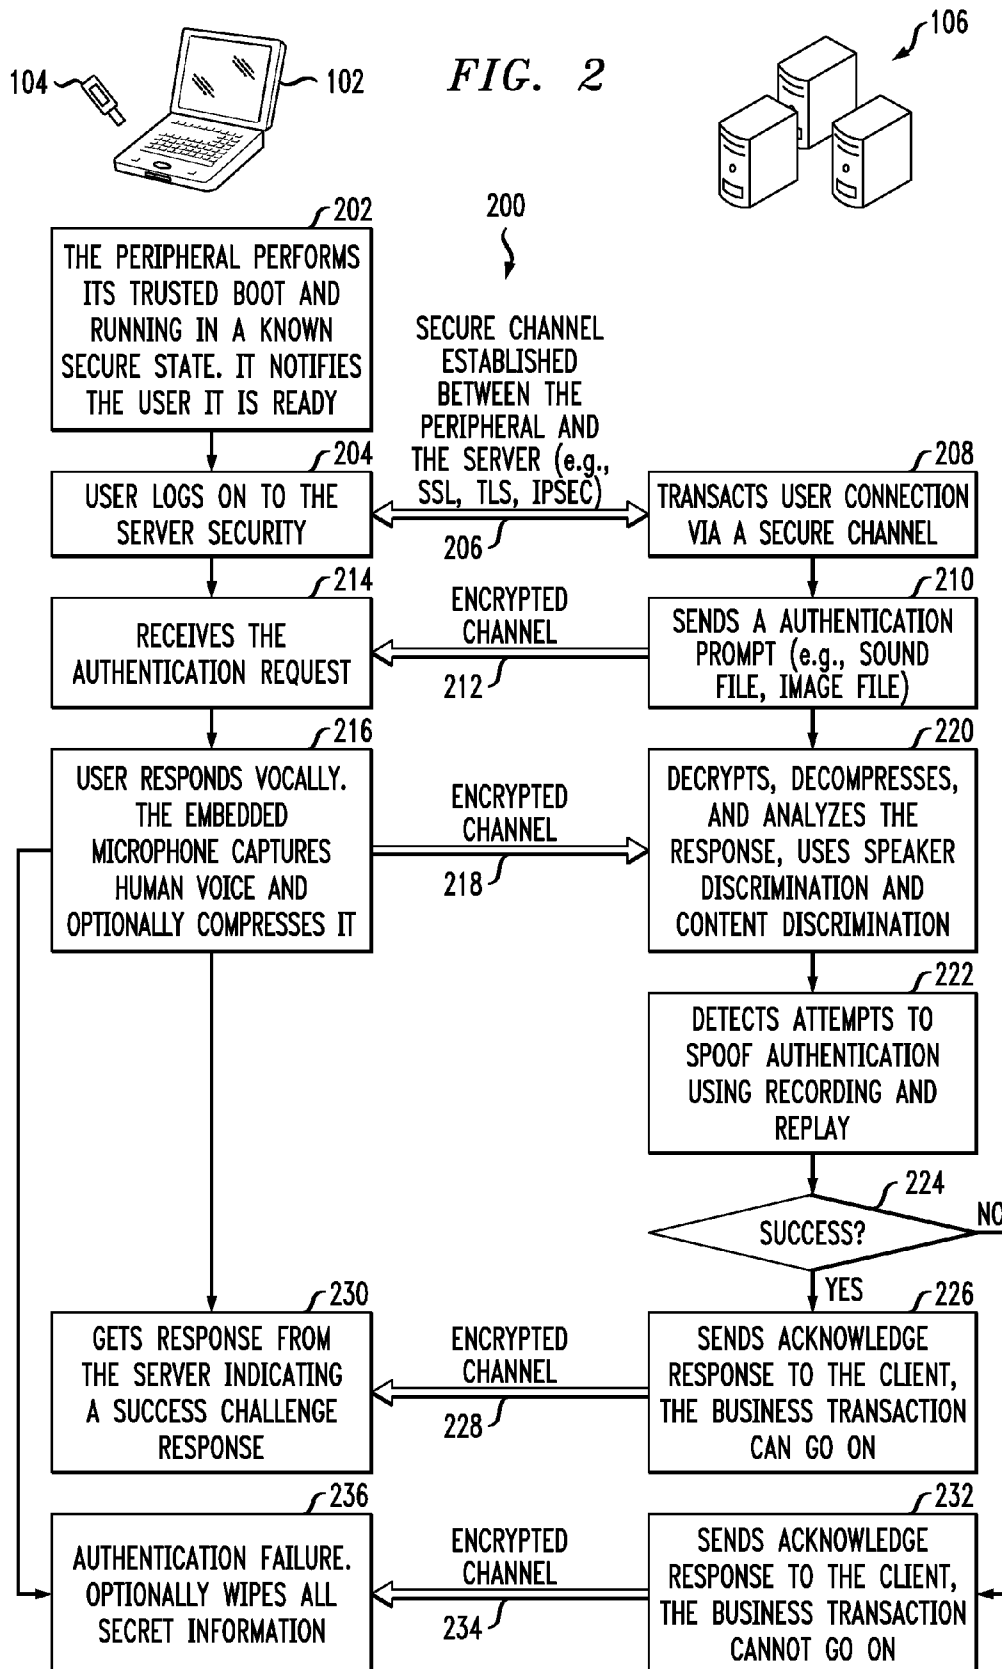 FIG. 2
104
102
106
202
THE PERIPHERAL PERFORMS
ITS TRUSTED BOOT AND
RUNNING IN A KNOWN
SECURE STATE. IT NOTIFIES
THE USER IT IS READY
200
SECURE CHANNEL
ESTABLISHED
BETWEEN THE
PERIPHERAL AND
THE SERVER (e.g.,
SSL, TLS, IPSEC)
204
USER LOGS ON TO THE
SERVER SECURITY
206
208
TRANSACTS USER CONNECTION
VIA A SECURE CHANNEL
214
RECEIVES THE
AUTHENTICATION REQUEST
ENCRYPTED
CHANNEL
212
210
SENDS A AUTHENTICATION
PROMPT (e.g., SOUND
FILE, IMAGE FILE)
216
USER RESPONDS VOCALLY.
THE EMBEDDED
MICROPHONE CAPTURES
HUMAN VOICE AND
OPTIONALLY COMPRESSES IT
ENCRYPTED
CHANNEL
218
220
DECRYPTS, DECOMPRESSES,
AND ANALYZES THE
RESPONSE, USES SPEAKER
DISCRIMINATION AND
CONTENT DISCRIMINATION
222
DETECTS ATTEMPTS TO
SPOOF AUTHENTICATION
USING RECORDING AND
REPLAY
224
SUCCESS?
NO
YES
230
GETS RESPONSE FROM
THE SERVER INDICATING
A SUCCESS CHALLENGE
RESPONSE
ENCRYPTED
CHANNEL
228
226
SENDS ACKNOWLEDGE
RESPONSE TO THE CLIENT,
THE BUSINESS TRANSACTION
CAN GO ON
236
AUTHENTICATION FAILURE.
OPTIONALLY WIPES ALL
SECRET INFORMATION
ENCRYPTED
CHANNEL
234
232
SENDS ACKNOWLEDGE
RESPONSE TO THE CLIENT,
THE BUSINESS TRANSACTION
CANNOT GO ON